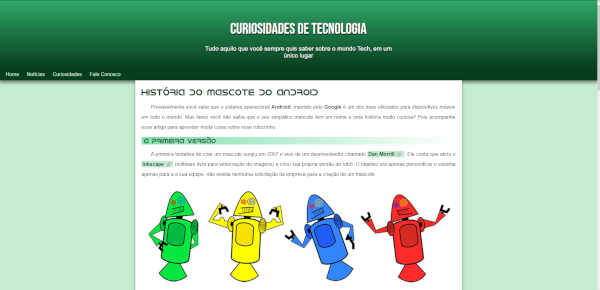 CURIOSIDADES DE TECNOLOGIA
Tudo aquilo que você sempre quis saber sobre o mundo Tech, em um
único lugar
Home Notícias Curiosidades Fale Conosco
História do Mascote do Android
Provavelmente você sabe que o sistema operacional Android, mantido pelo Google é um dos mais utilizados para dispositivos móveis
em todo o mundo. Mas talvez você não saiba que o seu simpático mascote tem um nome e uma história muito curiosa? Pois acompanhe
esse artigo para aprender muita coisa sobre esse robozinho.
A primeira versão
A primeira tentativa de criar um mascote surgiu em 2007 e veio de um desenvolvedor chamado Dan Morrill. Ele conta que abriu o
Inkscape (software livre para vetorização de imagens) e criou sua própria versão de robô. O objetivo era apenas personificar o sistema
apenas para a a sua equipe, não existia nenhuma solicitação da empresa para a criação de um mascote.